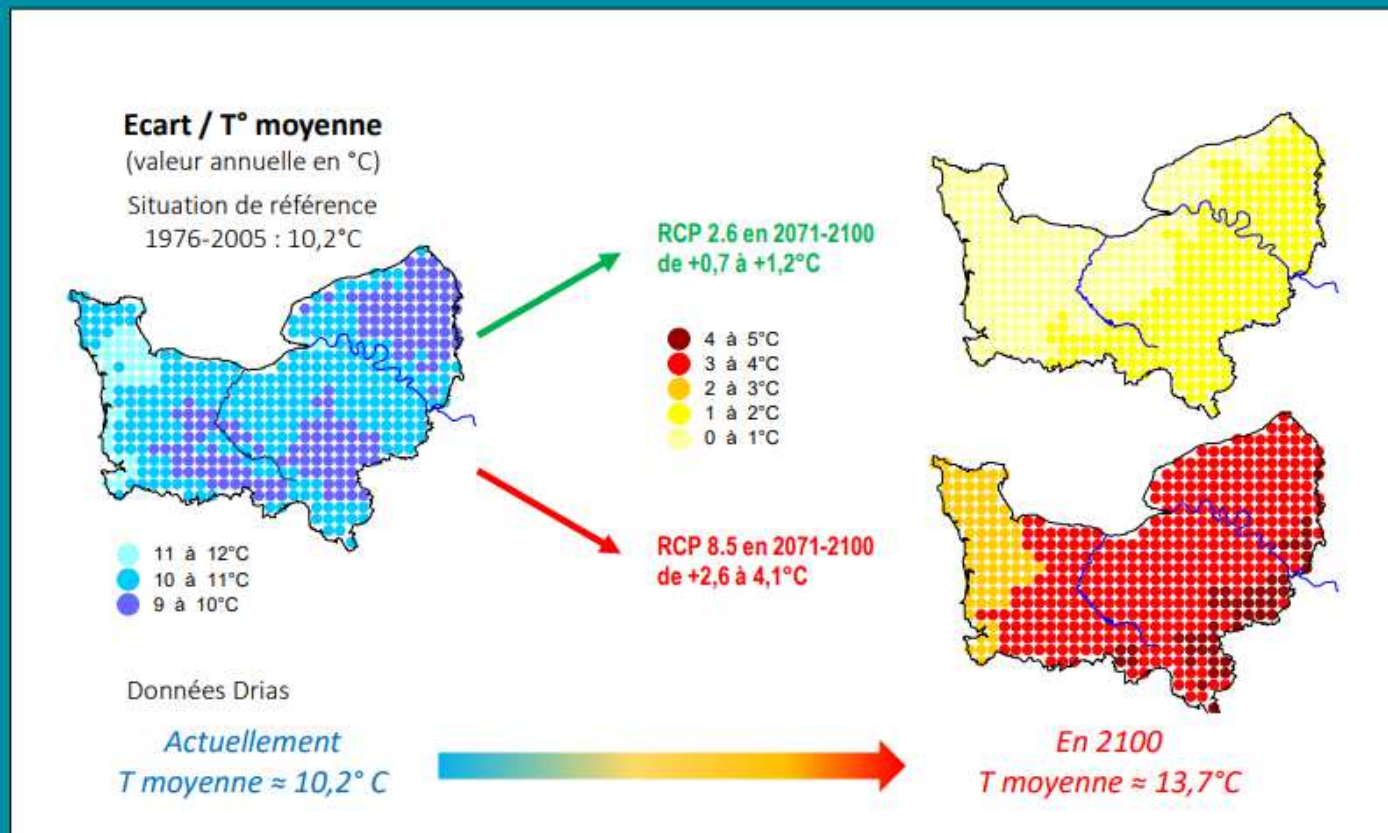 Ecart / T° moyenne
(valeur annuelle en °C)
Situation de référence
1976-2005 : 10,2°C
11 à 12°C
10 à 11°C
9 à 10°C
Données Drias
Actuellement
T moyenne ≈ 10,2° C
RCP 2.6 en 2071-2100
de +0,7 à +1,2°C
4 à 5°C
3 à 4°C
2 à 3°C
1 à 2°C
0 à 1°C
RCP 8.5 en 2071-2100
de +2,6 à 4,1°C
En 2100
T moyenne ≈ 13,7°C